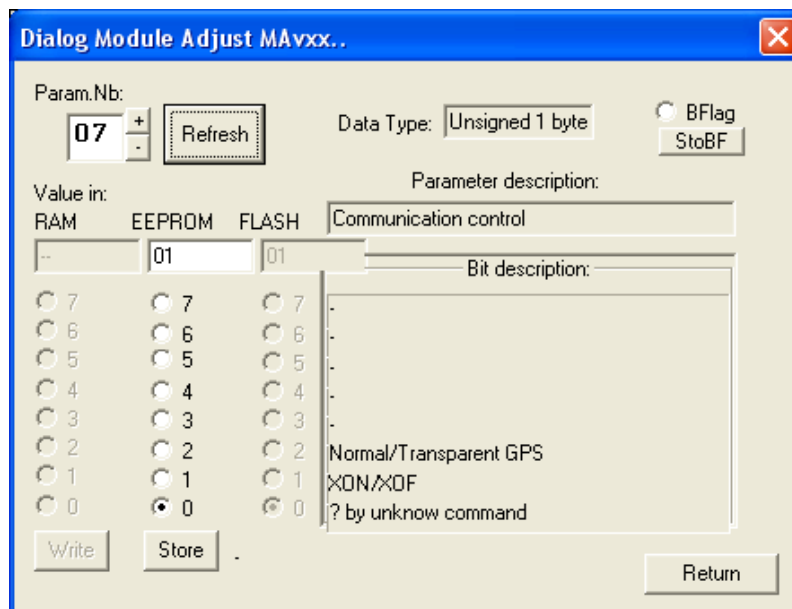 Dialog Module Adjust MAvxx..
Param.Nb:
07
+
-
Refresh
Data Type: Unsigned 1 byte
BFlag
StoBF
Parameter description:
Communication control
Value in:
RAM EEPROM FLASH
-- 01 01
Bit description:
7 7 7 .
6 6 6 .
5 5 5 .
4 4 4 .
3 3 3 .
2 2 2 Normal/Transparent GPS
1 1 1 XON/XOF
0 0 0 ? by unknow command
Write Store .
Return